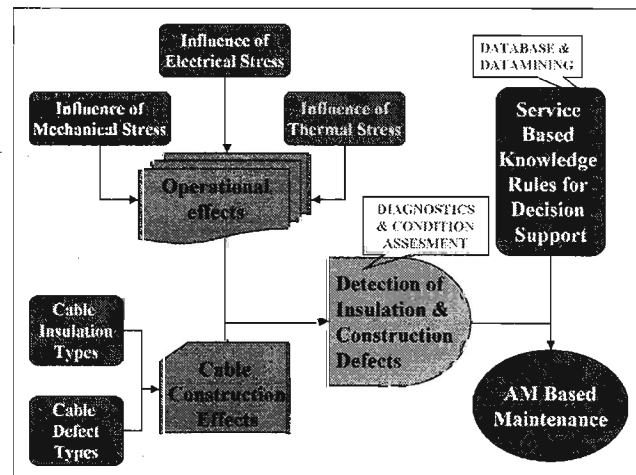 Influence of
Electrical Stress
DATABASE &
DATAMINING
Influence of
Mechanical Stress
Influence of
Thermal Stress
Service
Based
Knowledge
Rules for
Decision
Support
Operational
effects
DIAGNOSTICS
& CONDITION
ASSESMENT
Detection of
Insulation &
Construction
Defects
Cable
Insulation
Types
Cable
Construction
Effects
Cable
Defect
Types
AM Based
Maintenance